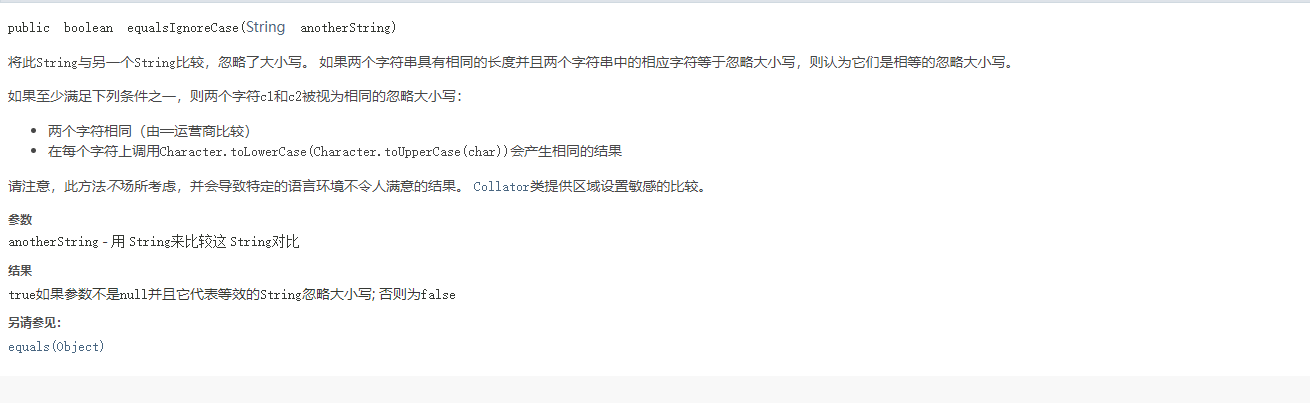 public boolean equalsIgnoreCase(String anotherString)
将此String与另一个String比较，忽略了大小写。 如果两个字符串具有相同的长度并且两个字符串中的相应字符等于忽略大小写，则认为它们是相等的忽略大小写。
如果至少满足下列条件之一，则两个字符c1和c2被视为相同的忽略大小写：
• 两个字符相同（由==运营商比较）
• 在每个字符上调用Character.toLowerCase(Character.toUpperCase(char))会产生相同的结果
请注意，此方法不场所考虑，并会导致特定的语言环境不令人满意的结果。 Collator类提供区域设置敏感的比较。
参数
anotherString - 用 String来比较这 String对比
结果
true如果参数不是null并且它代表等效的String忽略大小写; 否则为false
另请参见：
equals(Object)